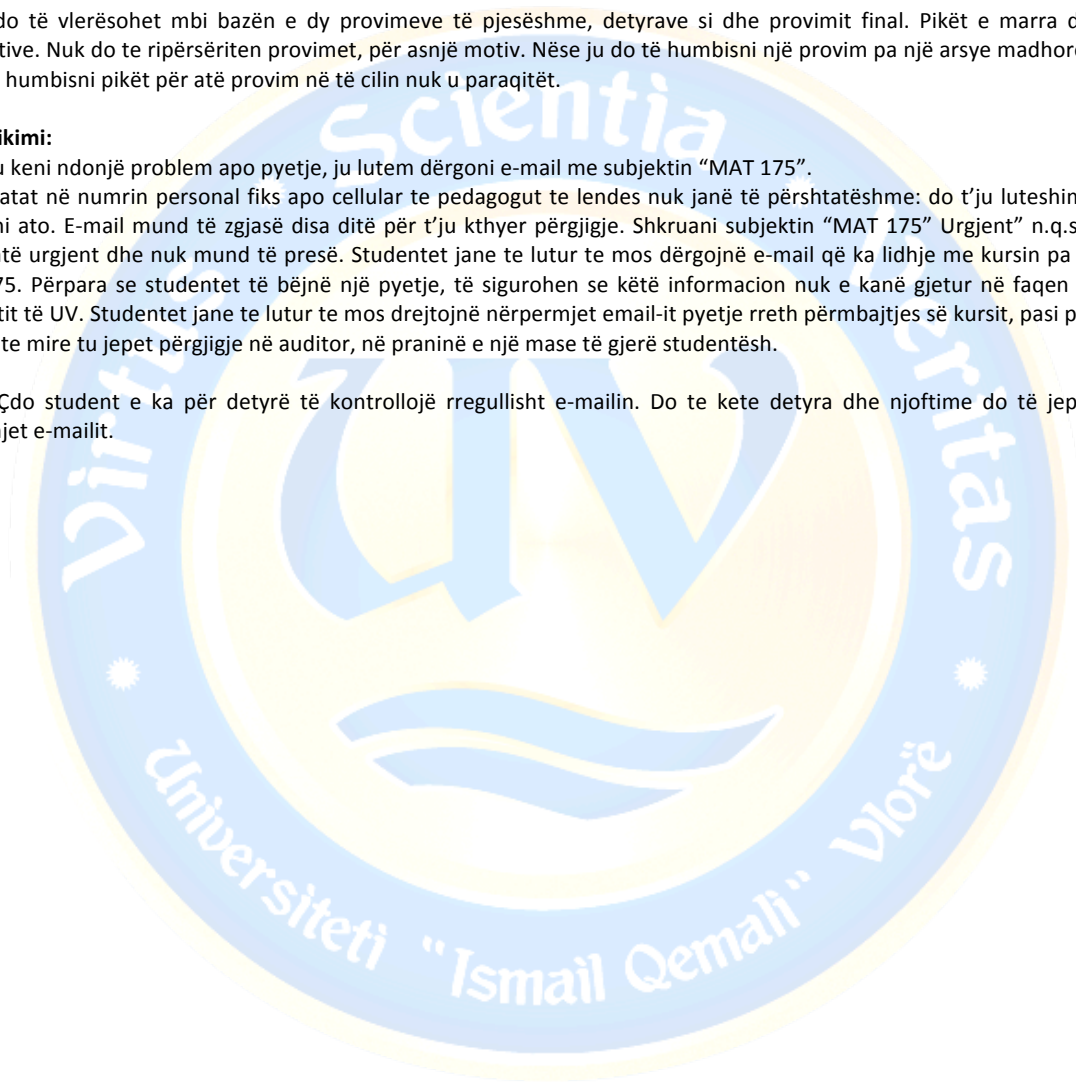 do të vlerësohet mbi bazën e dy provimeve të pjesëshme, detyrave si dhe provimit final. Pikët e marra d
tive. Nuk do te ripërsëriten provimet, për asnjë motiv. Nëse ju do të humbisni një provim pa një arsye madhor
humbisni pikët për atë provim në të cilin nuk u paraqitët.
ikimi:
u keni ndonjë problem apo pyetje, ju lutem dërgoni e-mail me subjektin “MAT 175”.
atat në numrin personal fiks apo cellular te pedagogut te lendes nuk janë të përshtatëshme: do t’ju luteshin
ni ato. E-mail mund të zgjasë disa ditë për t’ju kthyer përgjigje. Shkruani subjektin “MAT 175” Urgjent” n.q.s
të urgjent dhe nuk mund të presë. Studentet jane te lutur te mos dërgojnë e-mail që ka lidhje me kursin pa
75. Përpara se studentet të bëjnë një pyetje, të sigurohen se këtë informacion nuk e kanë gjetur në faqen
tit të UV. Studentet jane te lutur te mos drejtojnë nërpermjet email-it pyetje rreth përmbajtjes së kursit, pasi p
te mire tu jepet përgjigje në auditor, në praninë e një mase të gjerë studentësh.
Çdo student e ka për detyrë të kontrollojë rregullisht e-mailin. Do te kete detyra dhe njoftime do të jep
jet e-mailit.
Virtus Scientia Veritas
Universiteti "Ismail Qemali" Vlorë
UV